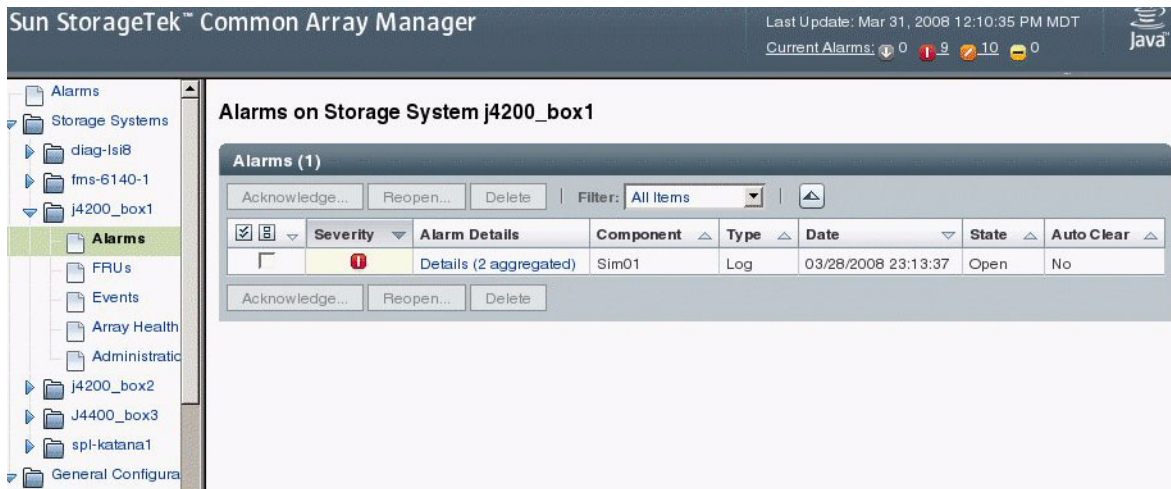 Sun StorageTek™ Common Array Manager
Last Update: Mar 31, 2008 12:10:35 PM MDT
Current Alarms: 0 9 10 0
Java™
Alarms
Storage Systems
diag-lsi8
fms-6140-1
j4200_box1
Alarms
FRUs
Events
Array Health
Administratio
j4200_box2
J4400_box3
spl-katana1
General Configura
Alarms on Storage System j4200_box1
Alarms (1)
Acknowledge... Reopen... Delete Filter: All Items
Severity Alarm Details Component Type Date State Auto Clear
Details (2 aggregated) Sim01 Log 03/28/2008 23:13:37 Open No
Acknowledge... Reopen... Delete